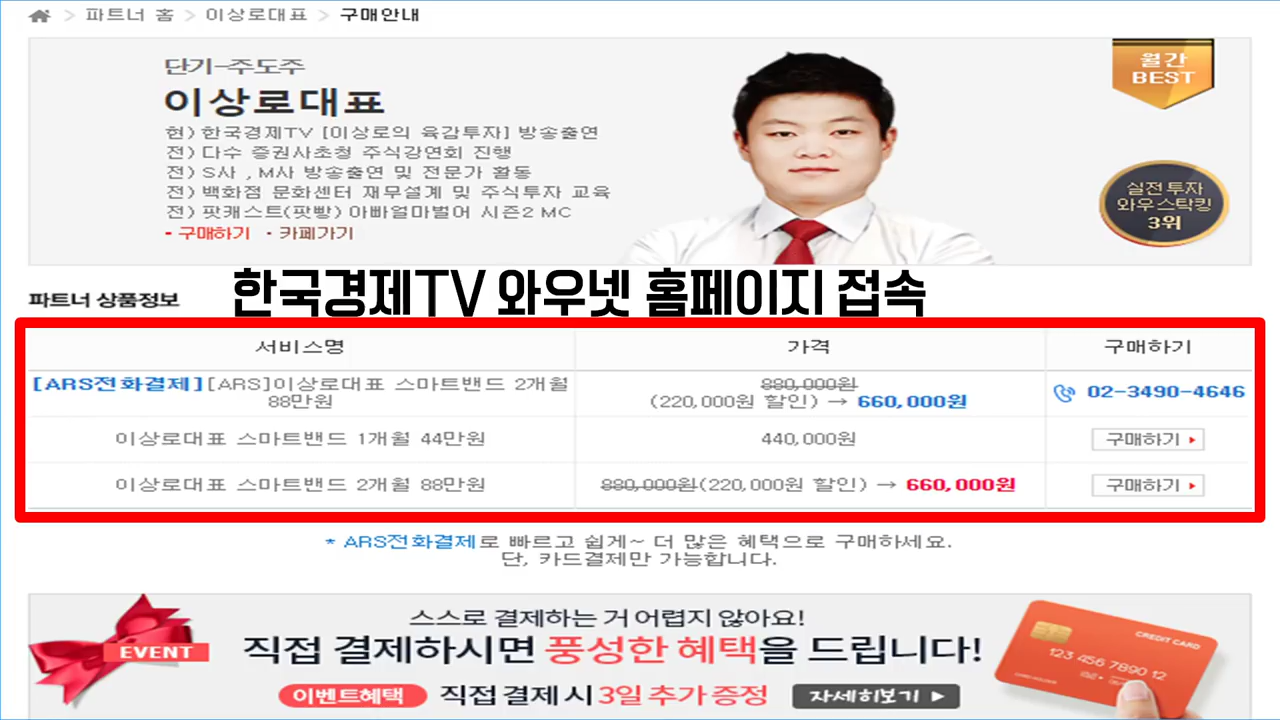 파트너 홈 > 이상로대표 > 구매안내
단기-주도주
이상로대표
현) 한국경제TV [이상로의 육감투자] 방송출연
전) 다수 증권사초청 주식강연회 진행
전) S사 , M사 방송출연 및 전문가 활동
전) 백화점 문화센터 재무설계 및 주식투자 교육
전) 팟캐스트(팟빵) 아빠얼마벌어 시즌2 MC
- 구매하기 · 카페가기
월간
BEST
실전투자
와우스탁킹
3위
파트너 상품정보
한국경제TV 와우넷 홈페이지 접속
서비스명 가격 구매하기
[ARS전화결제][ARS]이상로대표 스마트밴드 2개월
88만원
880,000원
(220,000원 할인) → 660,000원
02-3490-4646
이상로대표 스마트밴드 1개월 44만원 440,000원 구매하기
이상로대표 스마트밴드 2개월 88만원 880,000원(220,000원 할인) → 660,000원 구매하기
* ARS전화결제로 빠르고 쉽게~ 더 많은 혜택으로 구매하세요.
단, 카드결제만 가능합니다.
EVENT
스스로 결제하는 거 어렵지 않아요!
직접 결제하시면 풍성한 혜택을 드립니다!
이벤트혜택 직접 결제 시 3일 추가 증정 자세히보기
CREDIT CARD
123 456 7890 12